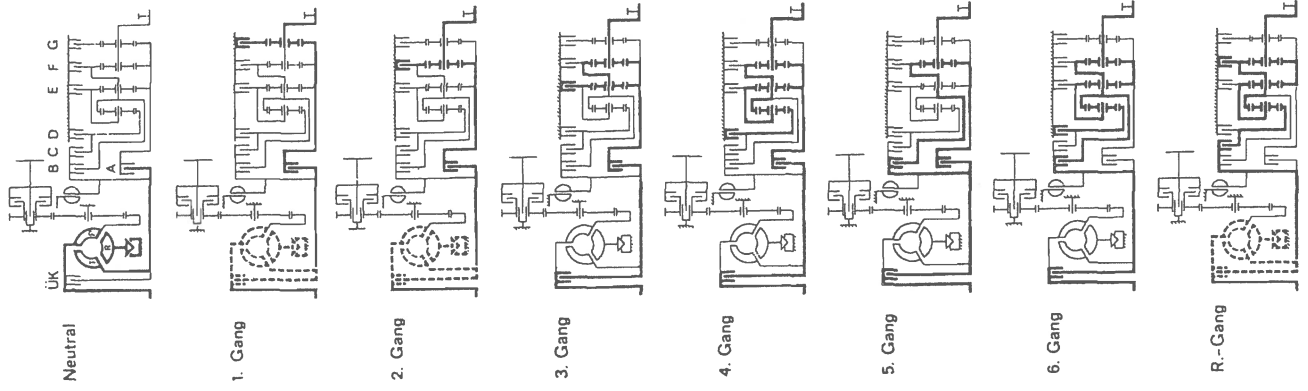 Neutral
ÜK
R
B C D E F G
A
1. Gang
2. Gang
3. Gang
4. Gang
5. Gang
6. Gang
R.-Gang